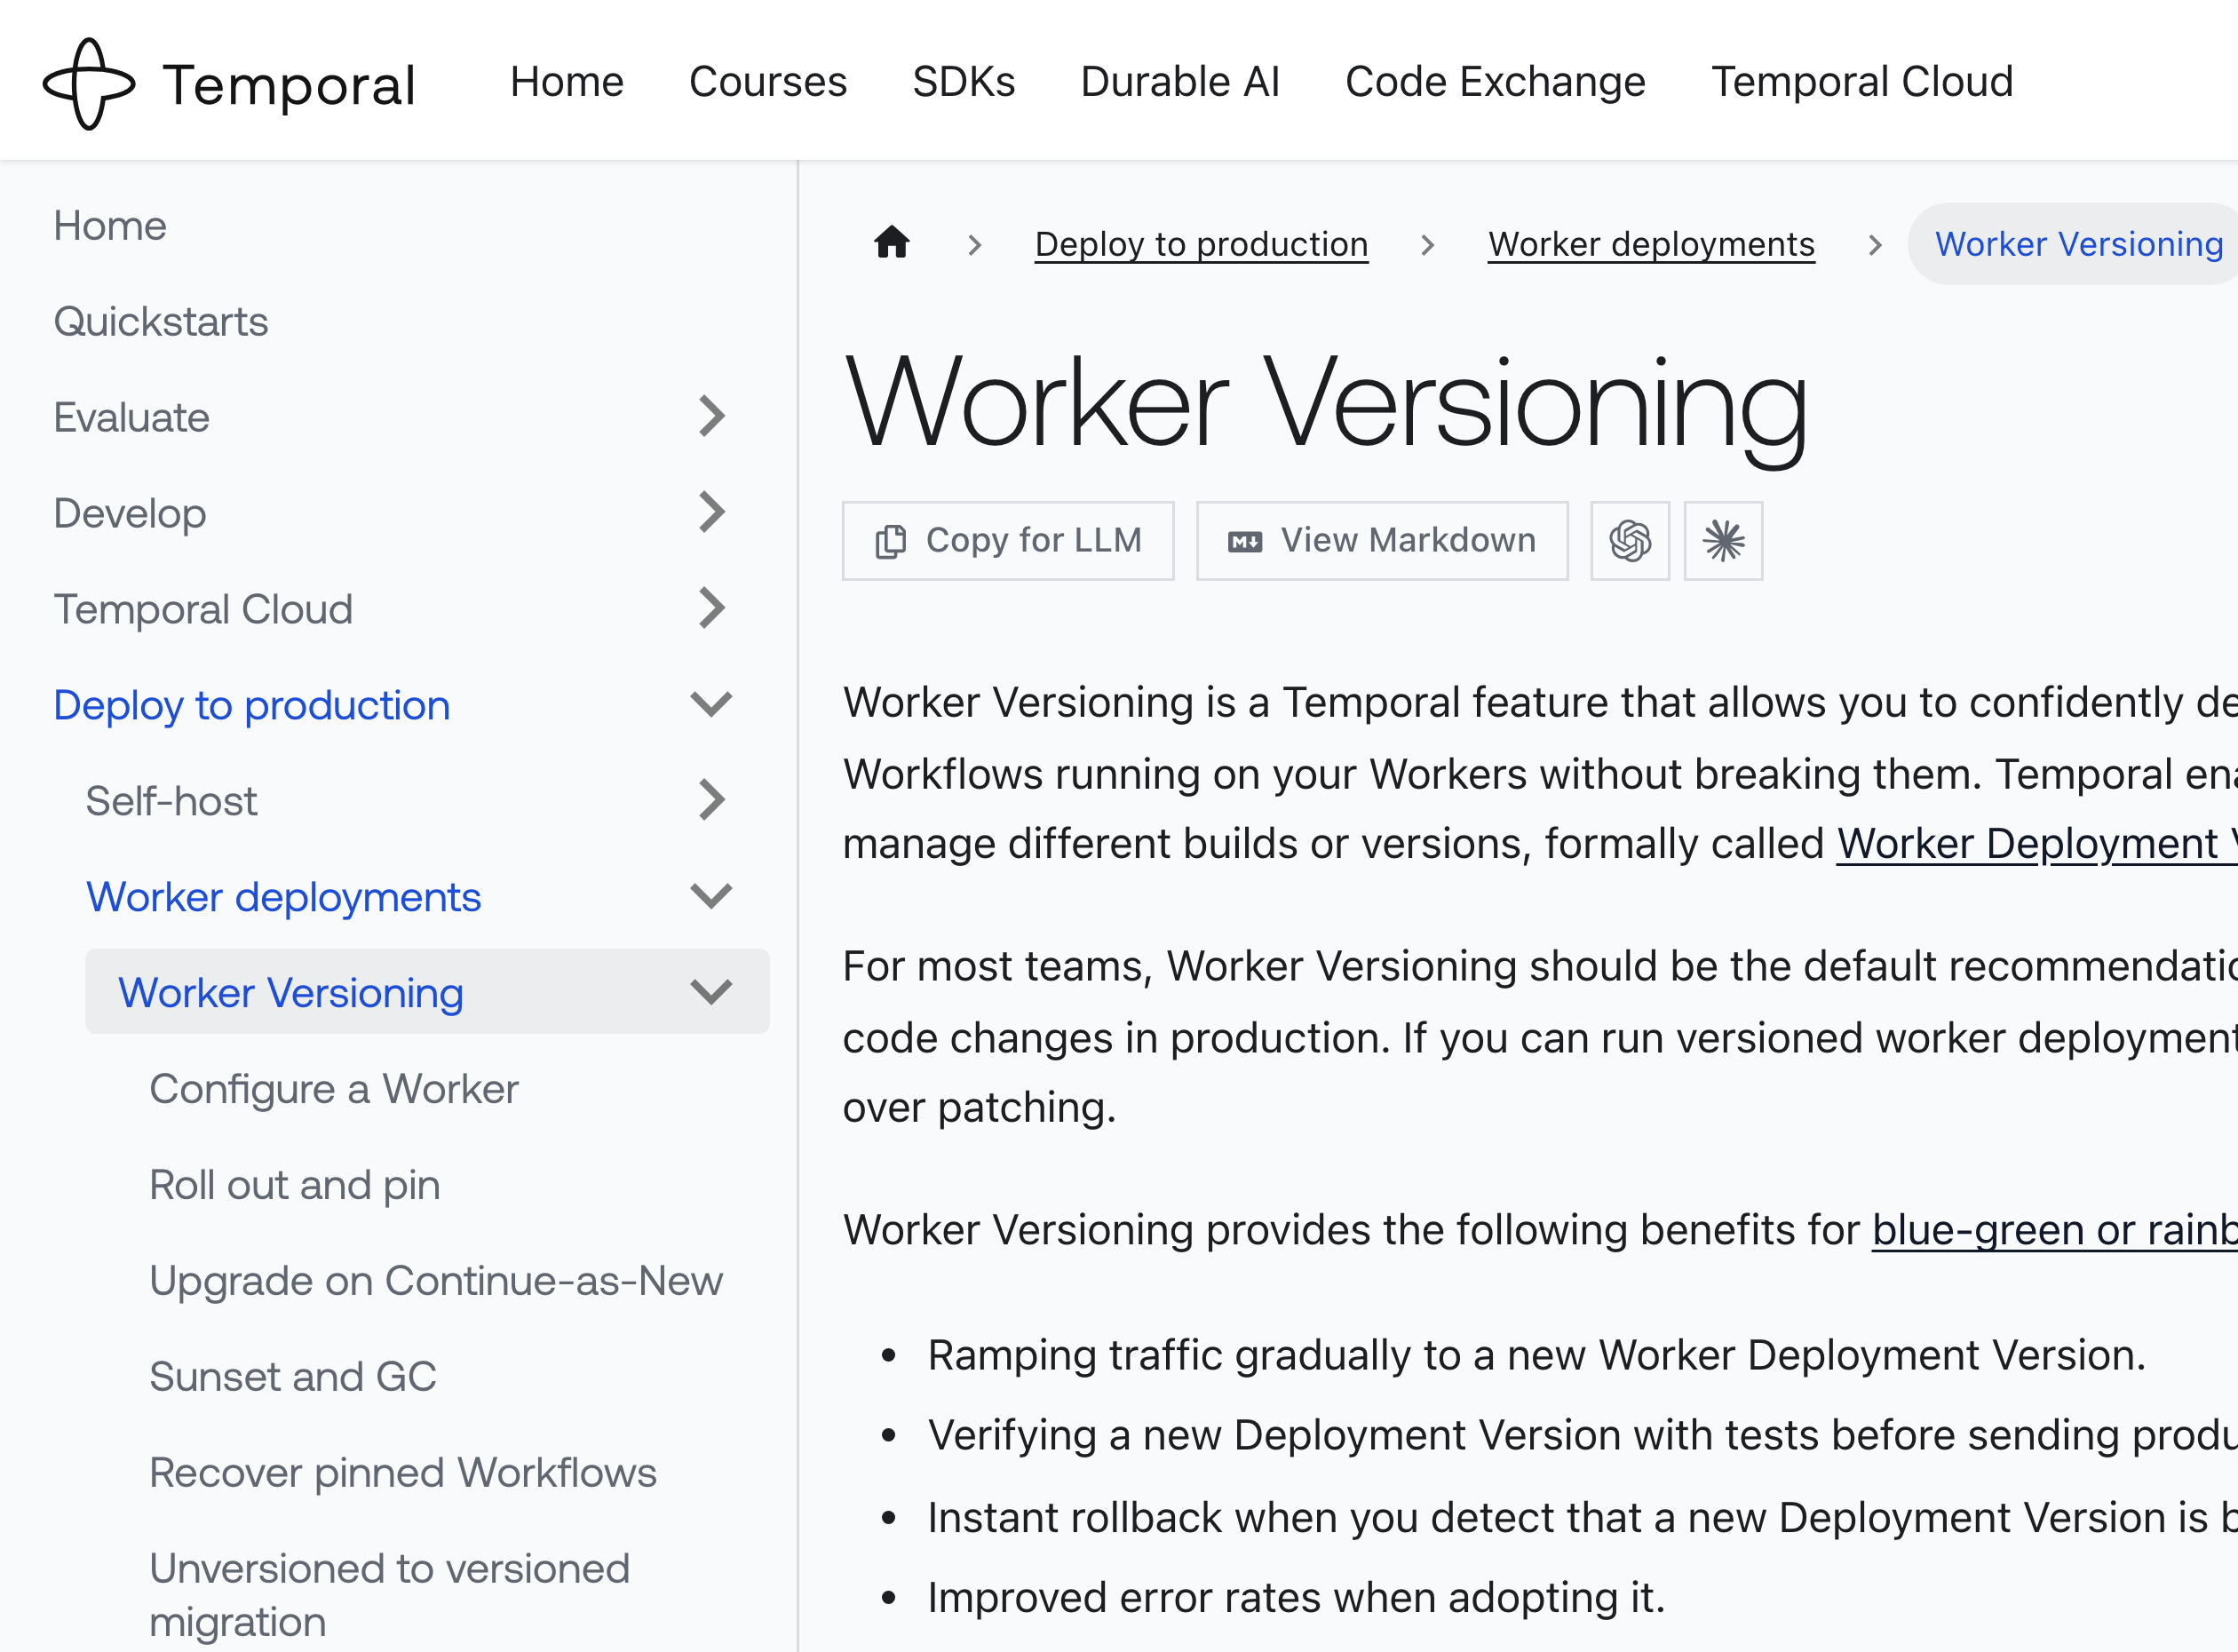 Temporal
Home
Courses
SDKs
Durable AI
Code Exchange
Temporal Cloud
Home
Quickstarts
Evaluate
Develop
Temporal Cloud
Deploy to production
Self-host
Worker deployments
Worker Versioning
Configure a Worker
Roll out and pin
Upgrade on Continue-as-New
Sunset and GC
Recover pinned Workflows
Unversioned to versioned
migration
Deploy to production
Worker deployments
Worker Versioning
Worker Versioning
Copy for LLM
View Markdown
Worker Versioning is a Temporal feature that allows you to confidently
Workflows running on your Workers without breaking them. Temporal
manage different builds or versions, formally called Worker Deployment
For most teams, Worker Versioning should be the default
code changes in production. If you can run versioned worker
over patching.
Worker Versioning provides the following benefits for blue-green or
Ramping traffic gradually to a new Worker Deployment Version.
Verifying a new Deployment Version with tests before sending
Instant rollback when you detect that a new Deployment Version is
Improved error rates when adopting it.